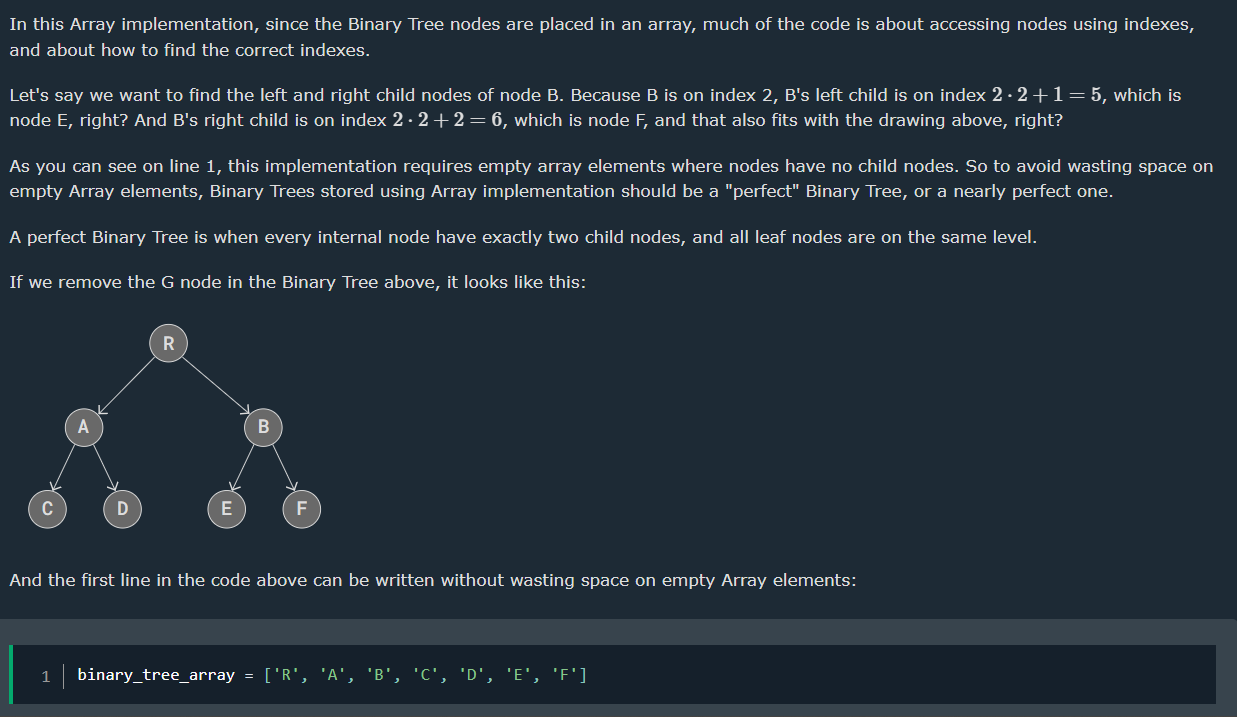 In this Array implementation, since the Binary Tree nodes are placed in an array, much of the code is about accessing nodes using indexes,
and about how to find the correct indexes.
Let's say we want to find the left and right child nodes of node B. Because B is on index 2, B's left child is on index 2 · 2 + 1 = 5, which is
node E, right? And B's right child is on index 2 · 2 + 2 = 6, which is node F, and that also fits with the drawing above, right?
As you can see on line 1, this implementation requires empty array elements where nodes have no child nodes. So to avoid wasting space on
empty Array elements, Binary Trees stored using Array implementation should be a "perfect" Binary Tree, or a nearly perfect one.
A perfect Binary Tree is when every internal node have exactly two child nodes, and all leaf nodes are on the same level.
If we remove the G node in the Binary Tree above, it looks like this:
R
A B
C D E F
And the first line in the code above can be written without wasting space on empty Array elements:
1 binary_tree_array = ['R', 'A', 'B', 'C', 'D', 'E', 'F']